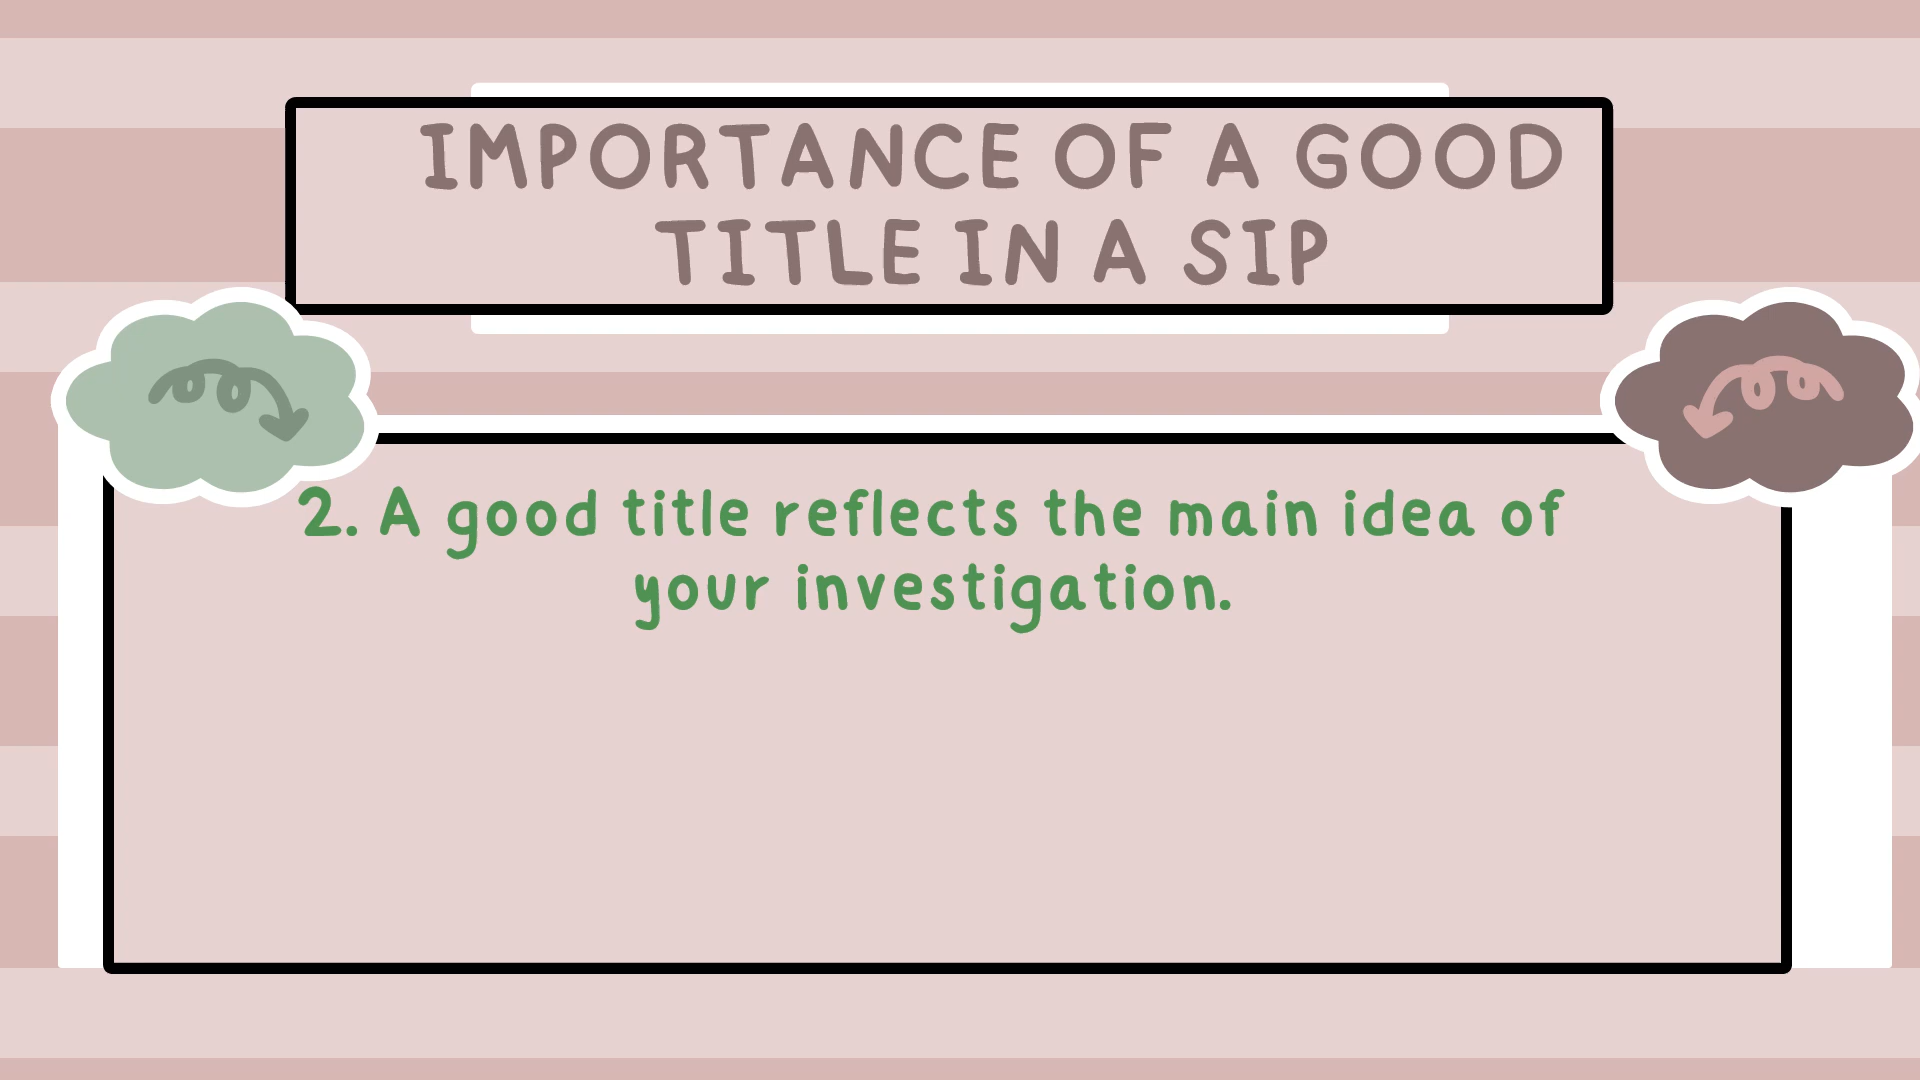 IMPORTANCE OF A GOOD
TITLE IN A SIP
2. A good title reflects the main idea of
your investigation.